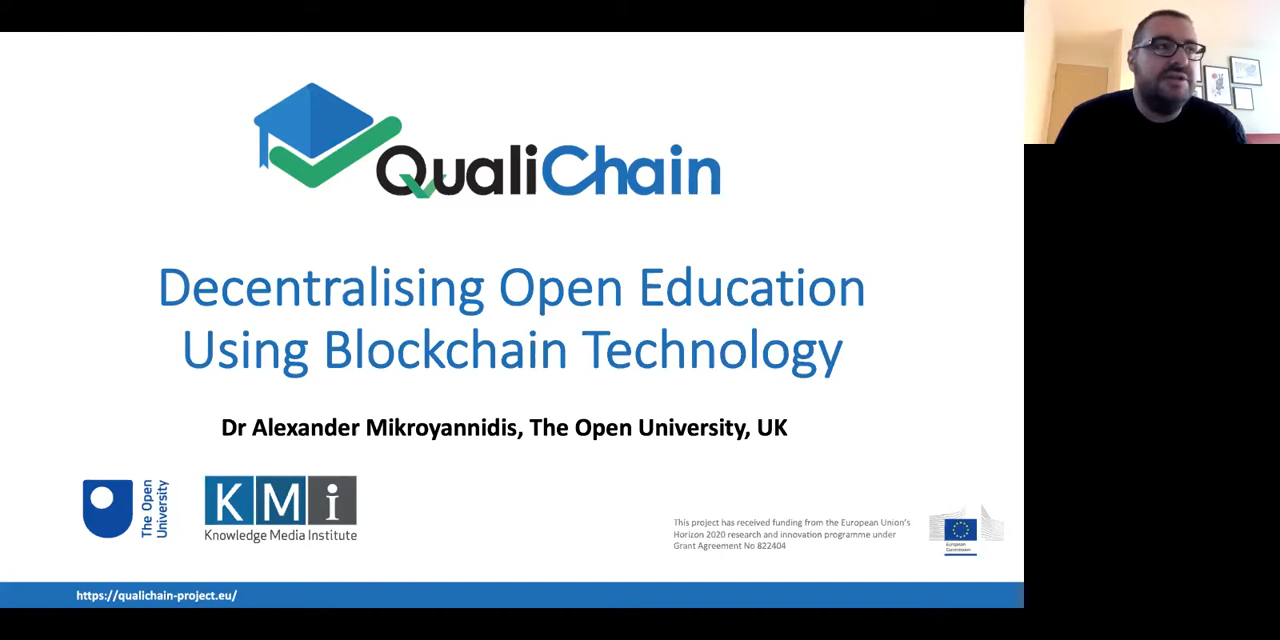 QualiChain
Decentralising Open Education
Using Blockchain Technology
Dr Alexander Mikroyannidis, The Open University, UK
The Open
University
KMi
Knowledge Media Institute
This project has received funding from the European Union's
Horizon 2020 research and innovation programme under
Grant Agreement No 822404
European
Commission
https://qualichain-project.eu/